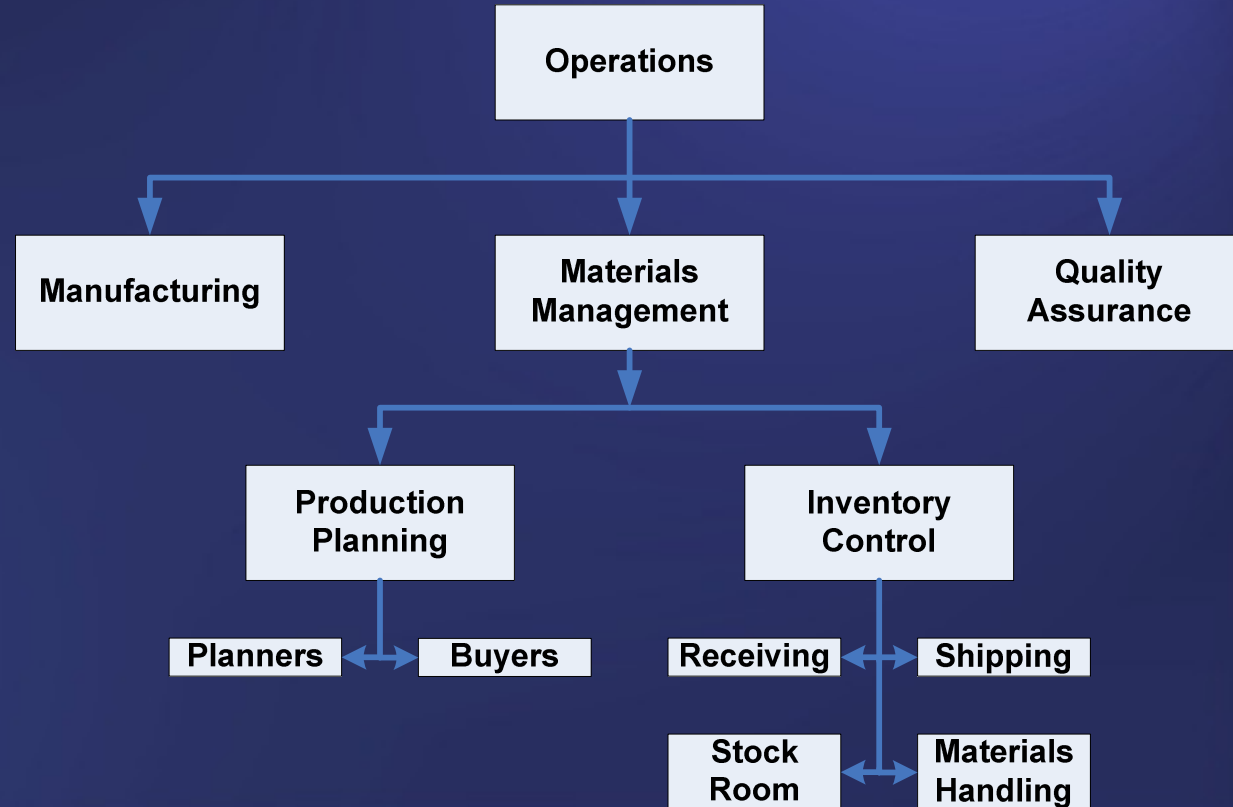 Operations
Manufacturing
Materials
Management
Quality
Assurance
Production
Planning
Inventory
Control
Planners
Buyers
Receiving
Shipping
Stock
Room
Materials
Handling